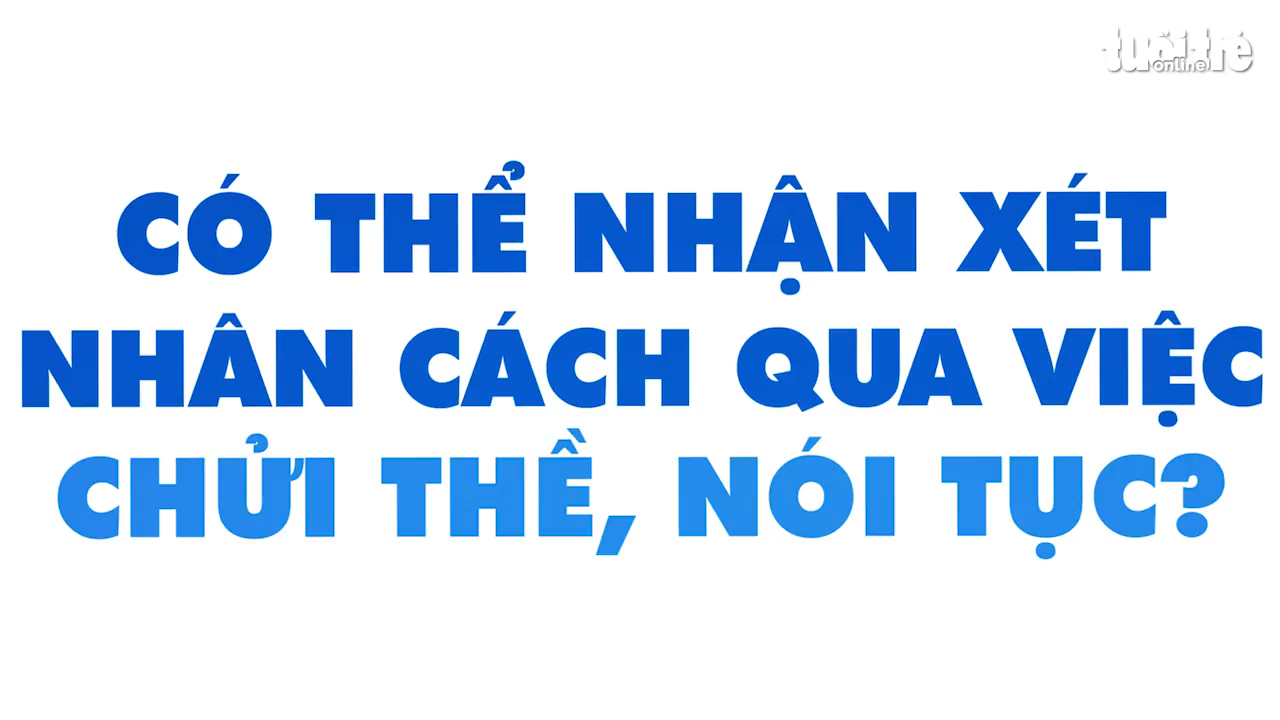 tuổi trẻ
online
CÓ THỂ NHẬN XÉT
NHÂN CÁCH QUA VIỆC
CHỬI THỀ, NÓI TỤC?